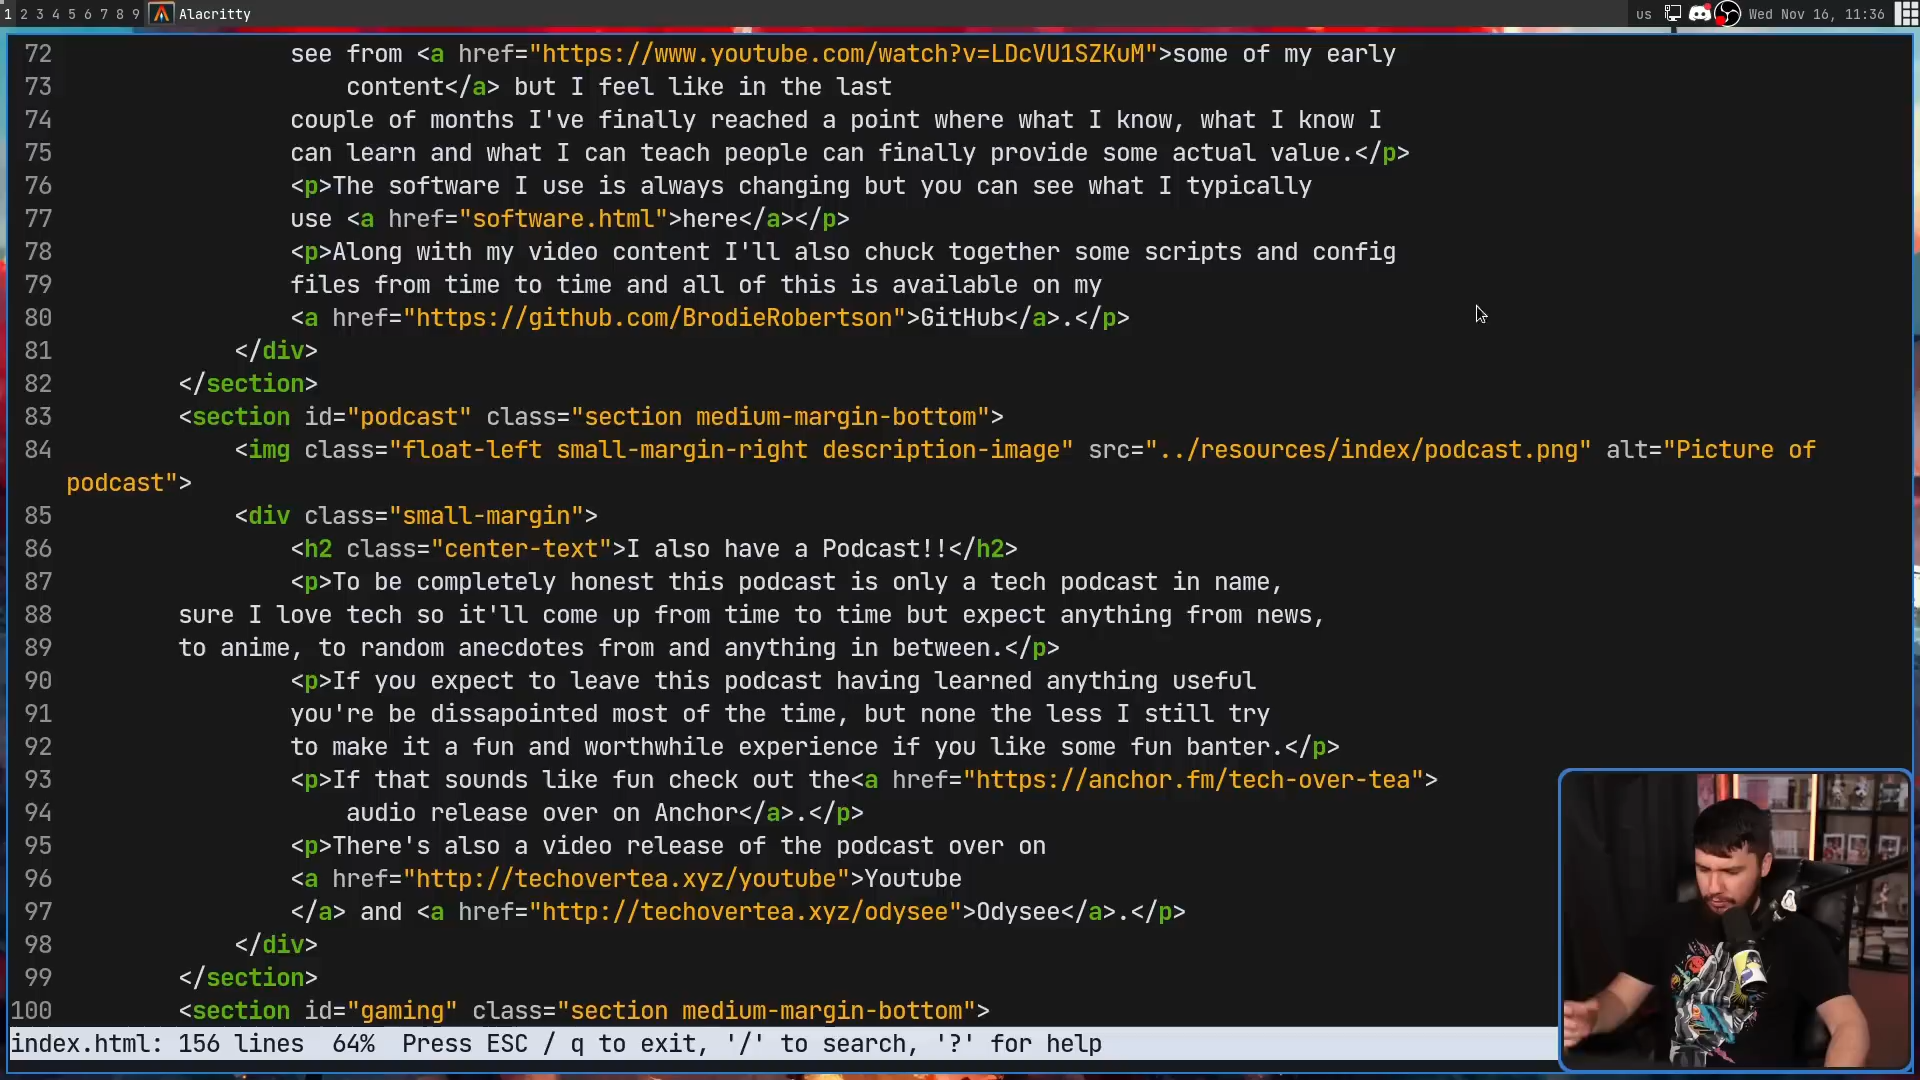 1 2 3 4 5 6 7 8 9 Alacritty us Wed Nov 16, 11:36
72 see from <a href="https://www.youtube.com/watch?v=LDcVU1SZKuM">some of my early
73 content</a> but I feel like in the last
74 couple of months I've finally reached a point where what I know, what I know I
75 can learn and what I can teach people can finally provide some actual value.</p>
76 <p>The software I use is always changing but you can see what I typically
77 use <a href="software.html">here</a></p>
78 <p>Along with my video content I'll also chuck together some scripts and config
79 files from time to time and all of this is available on my
80 <a href="https://github.com/BrodieRobertson">GitHub</a>.</p>
81 </div>
82 </section>
83 <section id="podcast" class="section medium-margin-bottom">
84 <img class="float-left small-margin-right description-image" src="../resources/index/podcast.png" alt="Picture of
podcast">
85 <div class="small-margin">
86 <h2 class="center-text">I also have a Podcast!!</h2>
87 <p>To be completely honest this podcast is only a tech podcast in name,
88 sure I love tech so it'll come up from time to time but expect anything from news,
89 to anime, to random anecdotes from and anything in between.</p>
90 <p>If you expect to leave this podcast having learned anything useful
91 you're be dissapointed most of the time, but none the less I still try
92 to make it a fun and worthwhile experience if you like some fun banter.</p>
93 <p>If that sounds like fun check out the<a href="https://anchor.fm/tech-over-tea">
94 audio release over on Anchor</a>.</p>
95 <p>There's also a video release of the podcast over on
96 <a href="http://techovertea.xyz/youtube">Youtube
97 </a> and <a href="http://techovertea.xyz/odysee">Odysee</a>.</p>
98 </div>
99 </section>
100 <section id="gaming" class="section medium-margin-bottom">
index.html: 156 lines 64% Press ESC / q to exit, '/' to search, '?' for help